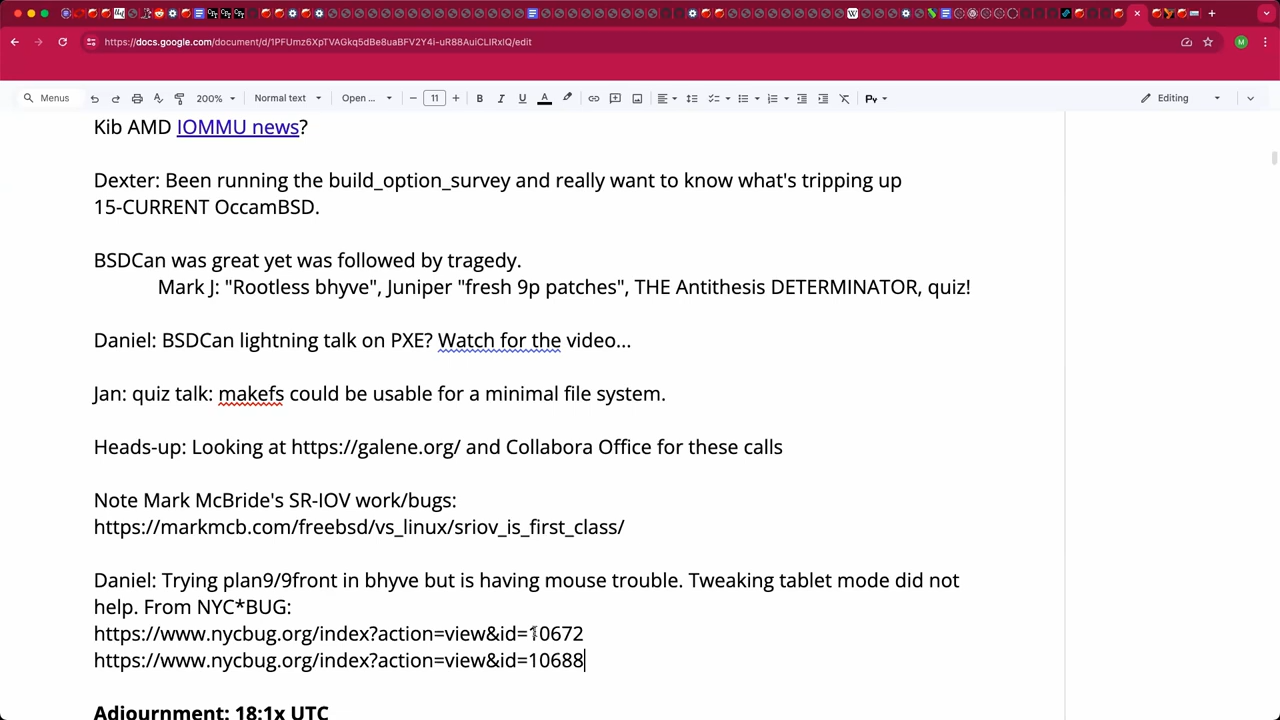 https://docs.google.com/document/d/1PFUmz6XpTVAGkq5dBe8uaBFV2Y4i-uR88AuiCLIRxIQ/edit
M
Menus
200%
Normal text
Open ...
11
B I U A
Editing
Kib AMD IOMMU news?
Dexter: Been running the build_option_survey and really want to know what's tripping up
15-CURRENT OccamBSD.
BSDCan was great yet was followed by tragedy.
Mark J: "Rootless bhyve", Juniper "fresh 9p patches", THE Antithesis DETERMINATOR, quiz!
Daniel: BSDCan lightning talk on PXE? Watch for the video...
Jan: quiz talk: makefs could be usable for a minimal file system.
Heads-up: Looking at https://galene.org/ and Collabora Office for these calls
Note Mark McBride's SR-IOV work/bugs:
https://markmcb.com/freebsd/vs_linux/sriov_is_first_class/
Daniel: Trying plan9/9front in bhyve but is having mouse trouble. Tweaking tablet mode did not
help. From NYC*BUG:
https://www.nycbug.org/index?action=view&id=10672
https://www.nycbug.org/index?action=view&id=10688
Adjournment: 18:1x UTC